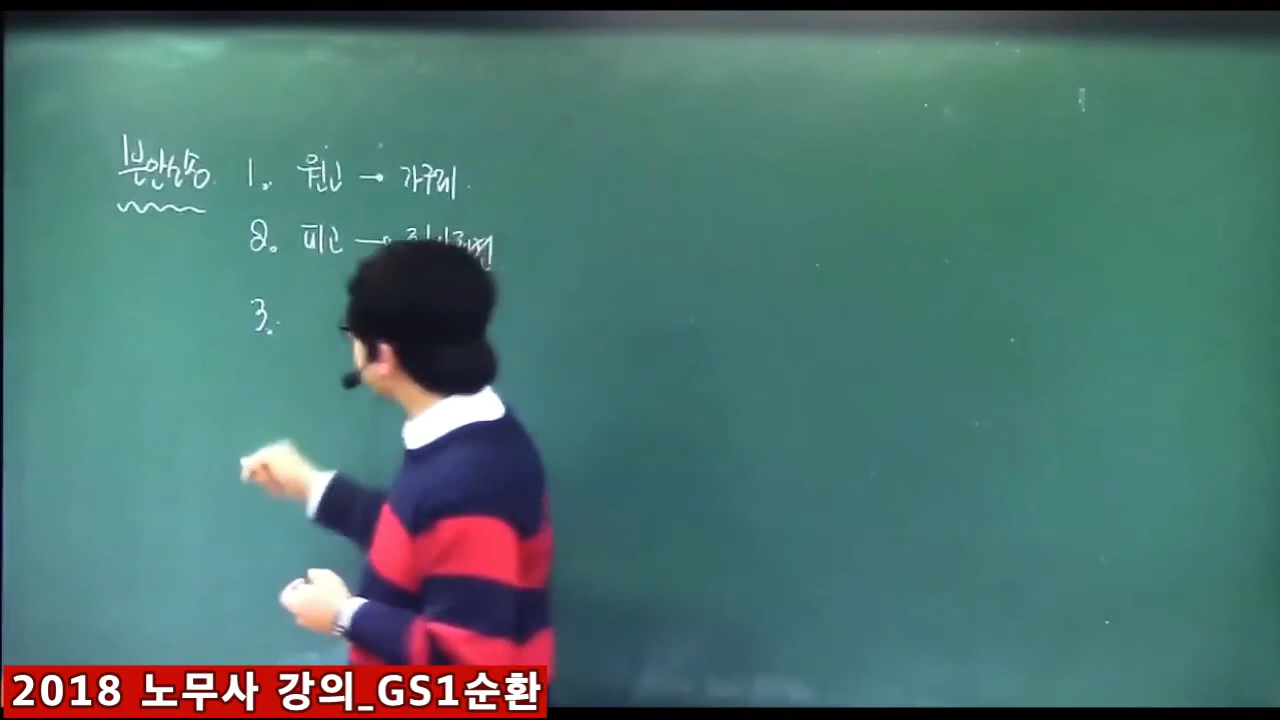 본안소송 1. 원고 → 가구제
2. 피고 →
3.
2018 노무사 강의_GS1순환